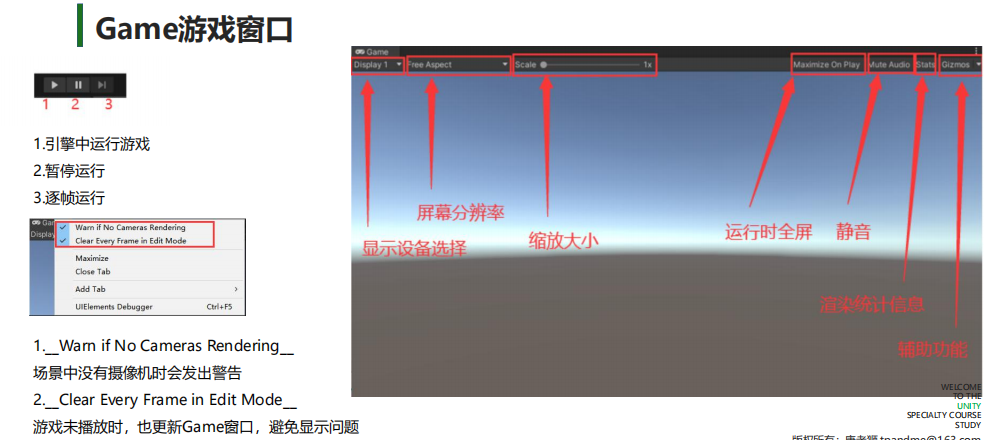 Game游戏窗口
1 2 3
1.引擎中运行游戏
2.暂停运行
3.逐帧运行
Display
Warn if No Cameras Rendering
Clear Every Frame in Edit Mode
Maximize
Close Tab
Add Tab
UIElements Debugger Ctrl+F5
1.__Warn if No Cameras Rendering__
场景中没有摄像机时会发出警告
2.__Clear Every Frame in Edit Mode__
游戏未播放时，也更新Game窗口，避免显示问题
Game
Display 1 Free Aspect Scale 1x Maximize On Play Mute Audio Stats Gizmos
屏幕分辨率
显示设备选择
缩放大小
运行时全屏
静音
渲染统计信息
辅助功能
WELCOME
TO THE
UNITY
SPECIALTY COURSE
STUDY